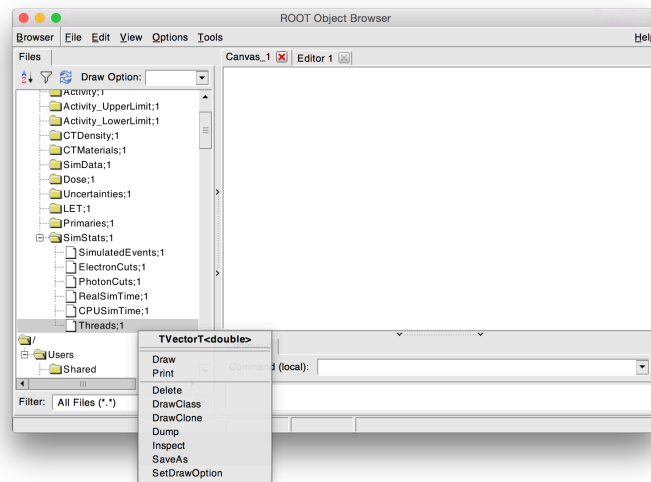 ROOT Object Browser
Browser File Edit View Options Tools
Files
Canvas_1
Editor 1
Draw Option:
Activity;1
Activity_UpperLimit;1
Activity_LowerLimit;1
CTDensity;1
CTMaterials;1
SimData;1
Dose;1
Uncertainties;1
LET;1
Primaries;1
SimStats;1
SimulatedEvents;1
ElectronCuts;1
PhotonCuts;1
RealSimTime;1
CPUSimTime;1
Threads;1
/
Users
Shared
Filter: All Files (*.*)
(local):
TVectorT<double>
Draw
Print
Delete
DrawClass
DrawClone
Dump
Inspect
SaveAs
SetDrawOption